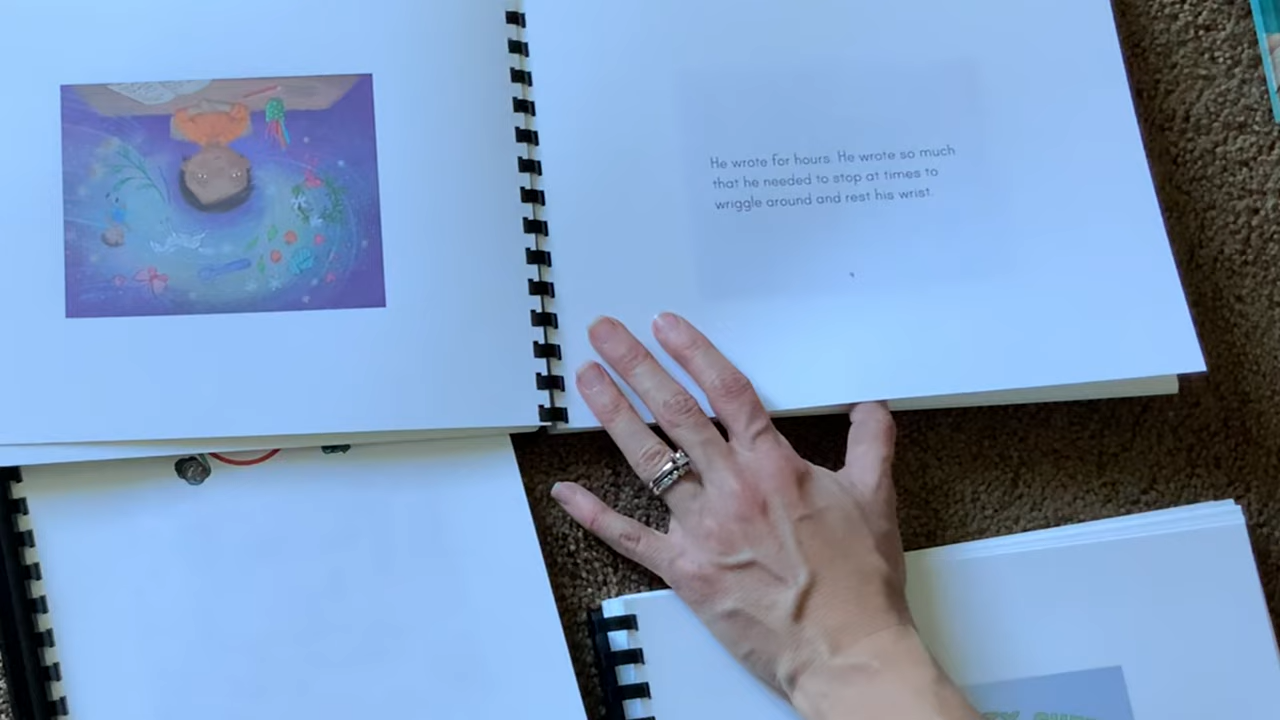 He wrote for hours. He wrote so much
that he needed to stop at times to
wriggle around and rest his wrist.